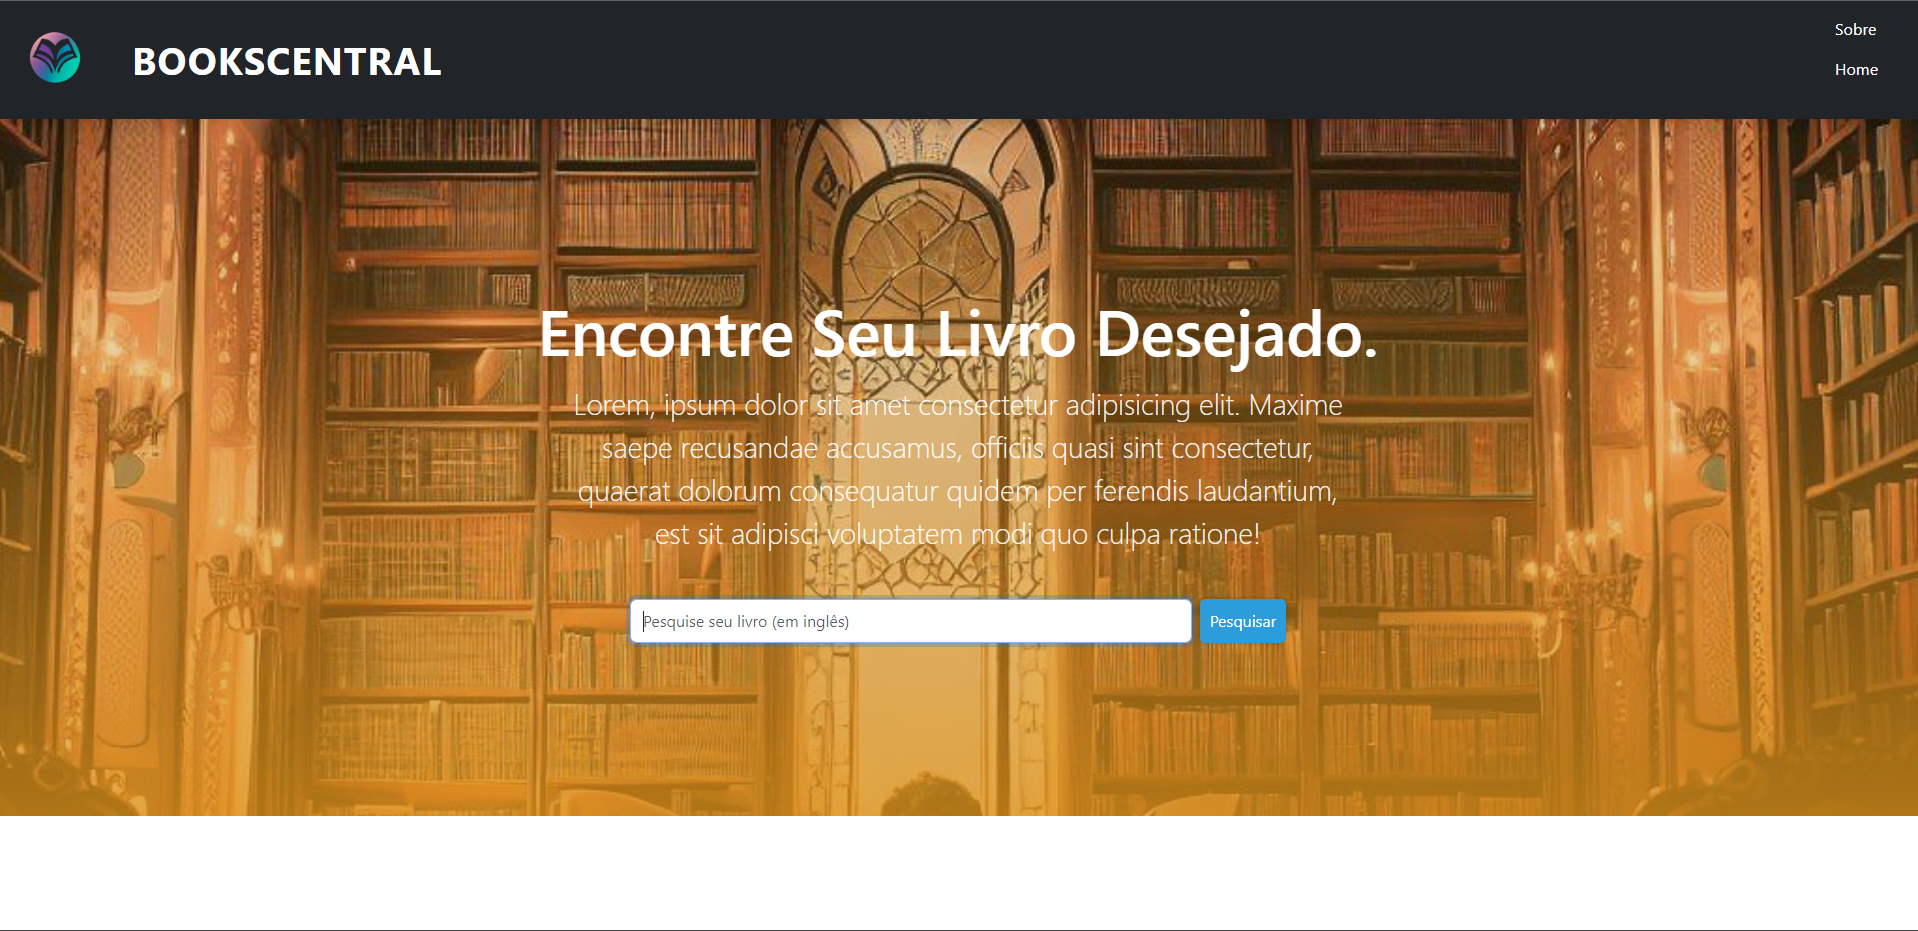 BOOKSCENTRAL
Sobre
Home
Encontre Seu Livro Desejado.
Lorem, ipsum dolor sit amet consectetur adipisicing elit. Maxime
saepe recusandae accusamus, officiis quasi sint consectetur,
quaerat dolorum consequatur quidem per ferendis laudantium,
est sit adipisci voluptatem modi quo culpa ratione!
Pesquise seu livro (em inglês)
Pesquisar